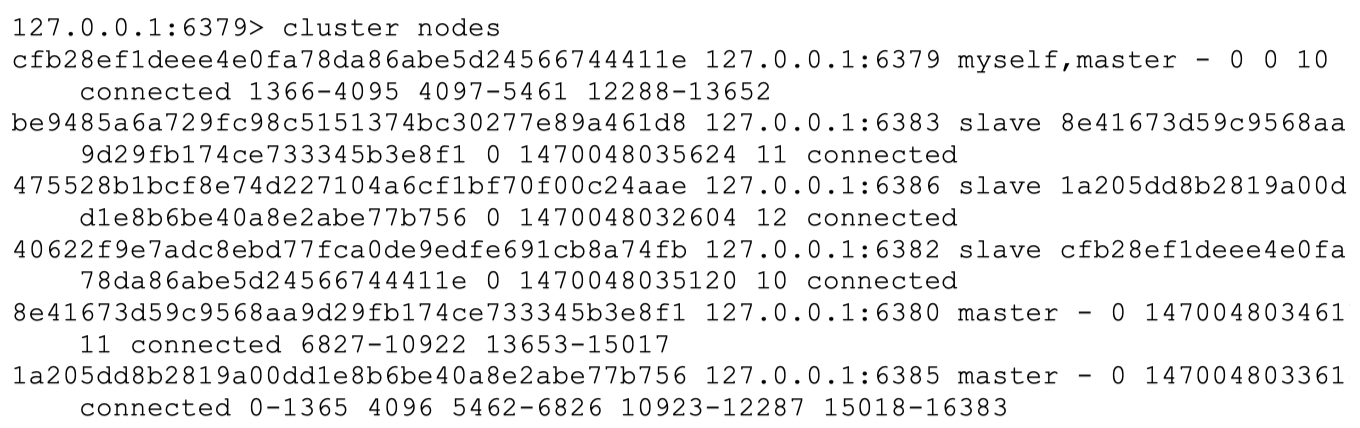 127.0.0.1:6379> cluster nodes
cfb28ef1deee4e0fa78da86abe5d24566744411e 127.0.0.1:6379 myself,master - 0 0 10
connected 1366-4095 4097-5461 12288-13652
be9485a6a729fc98c5151374bc30277e89a461d8 127.0.0.1:6383 slave 8e41673d59c9568aa
9d29fb174ce733345b3e8f1 0 1470048035624 11 connected
475528b1bcf8e74d227104a6cf1bf70f00c24aae 127.0.0.1:6386 slave 1a205dd8b2819a00d
d1e8b6be40a8e2abe77b756 0 1470048032604 12 connected
40622f9e7adc8ebd77fca0de9edfe691cb8a74fb 127.0.0.1:6382 slave cfb28ef1deee4e0fa
78da86abe5d24566744411e 0 1470048035120 10 connected
8e41673d59c9568aa9d29fb174ce733345b3e8f1 127.0.0.1:6380 master - 0 147004803461
11 connected 6827-10922 13653-15017
1a205dd8b2819a00dd1e8b6be40a8e2abe77b756 127.0.0.1:6385 master - 0 147004803361
connected 0-1365 4096 5462-6826 10923-12287 15018-16383